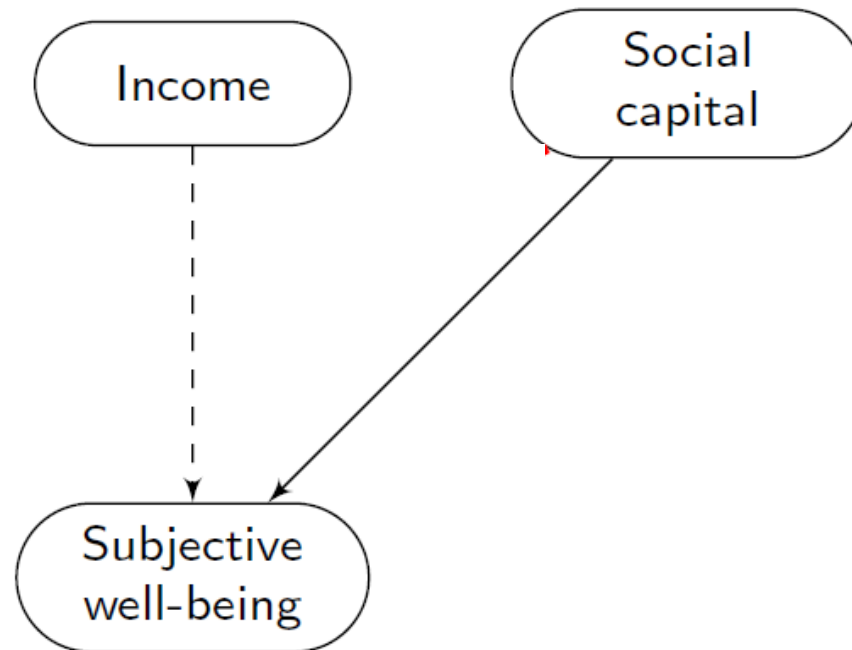 Income
Social
capital
Subjective
well-being